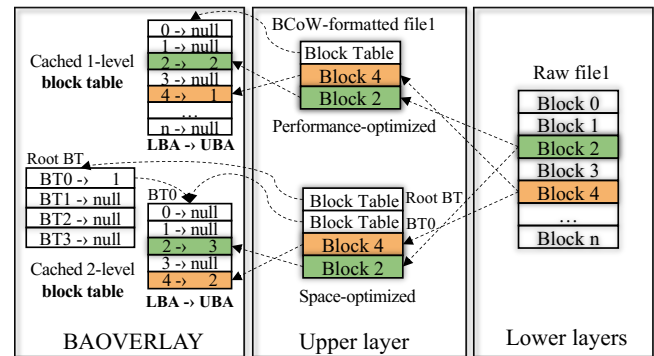 Cached 1-level
block table
0 -› null
1 -› null
2 -› 2
3 -› null
4 -› 1
...
n -› null
LBA -› UBA
Root BT
BT0 -› 1
BT1 -› null
BT2 -› null
BT3 -› null
Cached 2-level
block table
BT0
0 -› null
1 -› null
2 -› 3
3 -› null
4 -› 2
LBA -› UBA
BAOVERLAY
BCoW-formatted file1
Block Table
Block 4
Block 2
Performance-optimized
Block Table Root BT
Block Table BT0
Block 4
Block 2
Space-optimized
Upper layer
Raw file1
Block 0
Block 1
Block 2
Block 3
Block 4
...
Block n
Lower layers